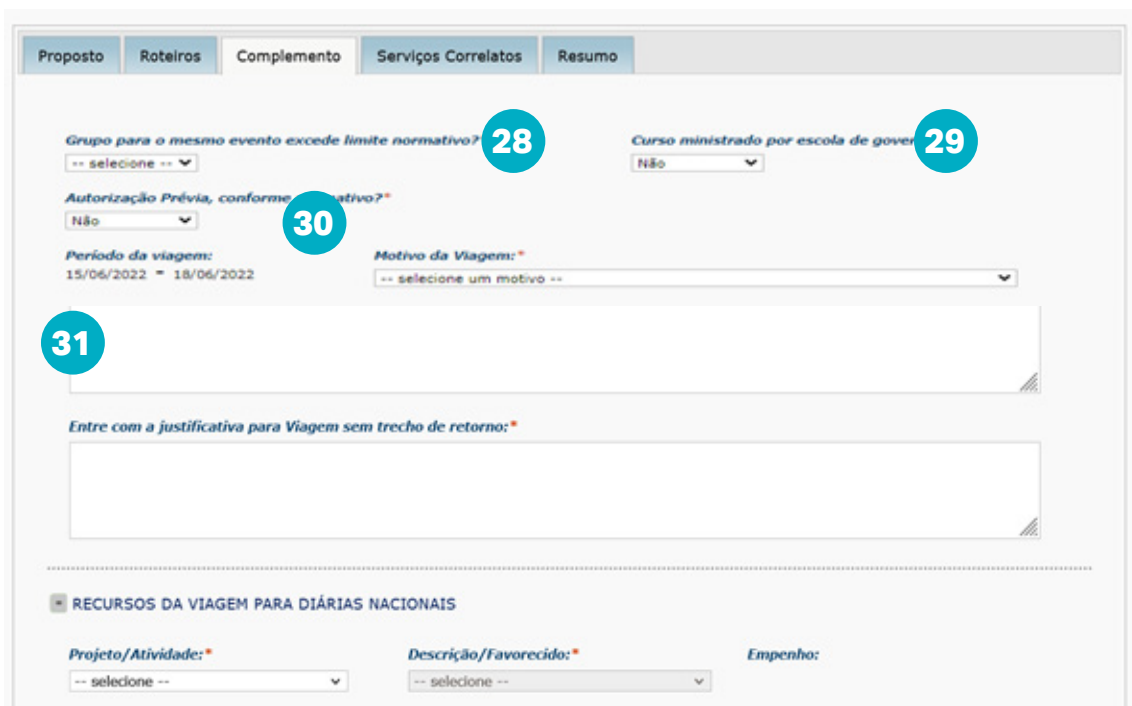 Proposto Roteiros Complemento Serviços Correlatos Resumo
Grupo para o mesmo evento excede limite normativo? 28 Curso ministrado por escola de gover 29
-- selecione -- Não
Autorização Prévia, conforme ativo?* 30
Não
Período da viagem: Motivo da Viagem:*
15/06/2022 - 18/06/2022 -- selecione um motivo --
31
Entre com a justificativa para Viagem sem trecho de retorno:*
RECURSOS DA VIAGEM PARA DIÁRIAS NACIONAIS
Projeto/Atividade:* Descrição/Favorecido:* Empenho:
-- selecione -- -- selecione --